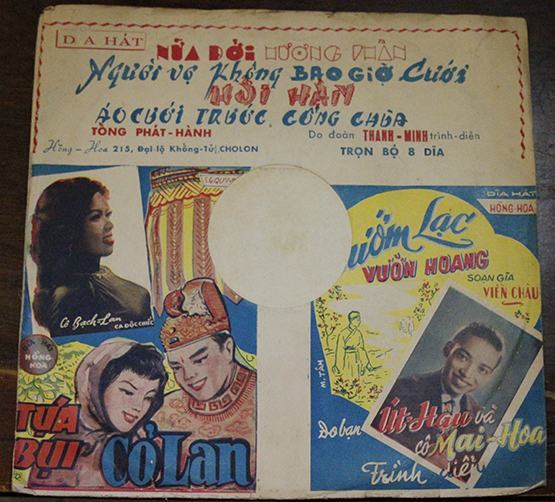 DĨA HÁT
NỬA ĐỜI HƯƠNG PHẤN
Người vợ không BAO GIỜ Cưới
HỐI HẬN
ÁO CƯỚI TRƯỚC CỔNG CHÙA
TỔNG PHÁT-HÀNH
Do đoàn THANH-MINH trình-diễn
Hồng-Hoa 215, Đại-lộ Khổng-Tử, CHOLON
TRỌN BỘ 8 DĨA
Cô Bạch-Lan
HỒNG HOA
TỰA BỤI
CỎ LAN
DĨA HÁT
HỒNG-HOA
Lạc
VƯỜN HOANG
SOẠN GIẢ
VIỄN CHÂU
M. TÂM
Do bạn
Út-Hậu và
cô Mai-Hoa
Trình diễn